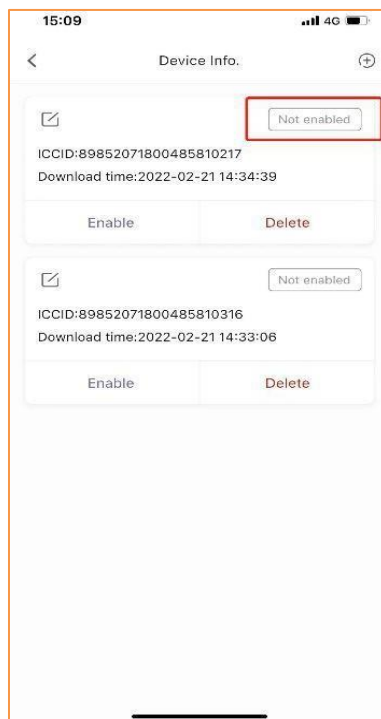 15:09 4G
Device Info.
Not enabled
ICCID:89852071800485810217
Download time:2022-02-21 14:34:39
Enable Delete
Not enabled
ICCID:89852071800485810316
Download time:2022-02-21 14:33:06
Enable Delete